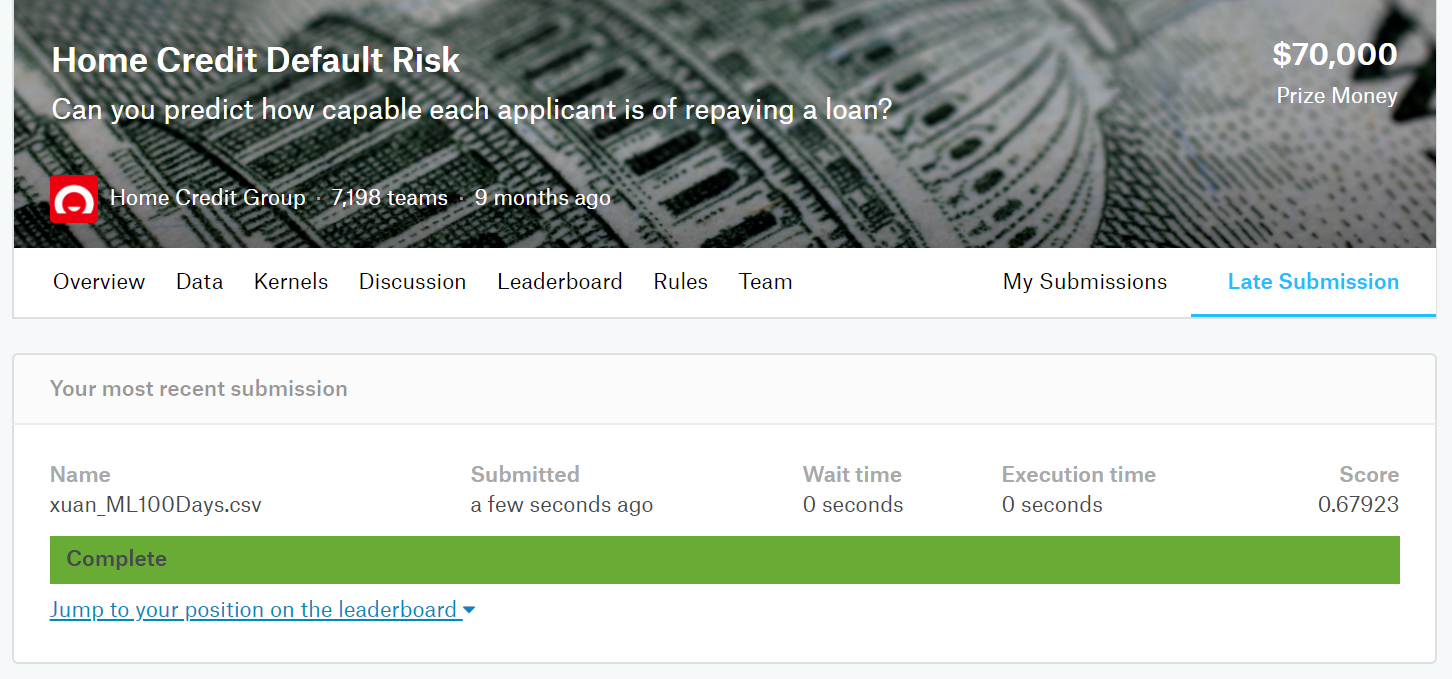 Home Credit Default Risk
$70,000
Can you predict how capable each applicant is of repaying a loan?
Prize Money
Home Credit Group · 7,198 teams · 9 months ago
Overview Data Kernels Discussion Leaderboard Rules Team My Submissions Late Submission
Your most recent submission
Name Submitted Wait time Execution time Score
xuan_ML100Days.csv a few seconds ago 0 seconds 0 seconds 0.67923
Complete
Jump to your position on the leaderboard